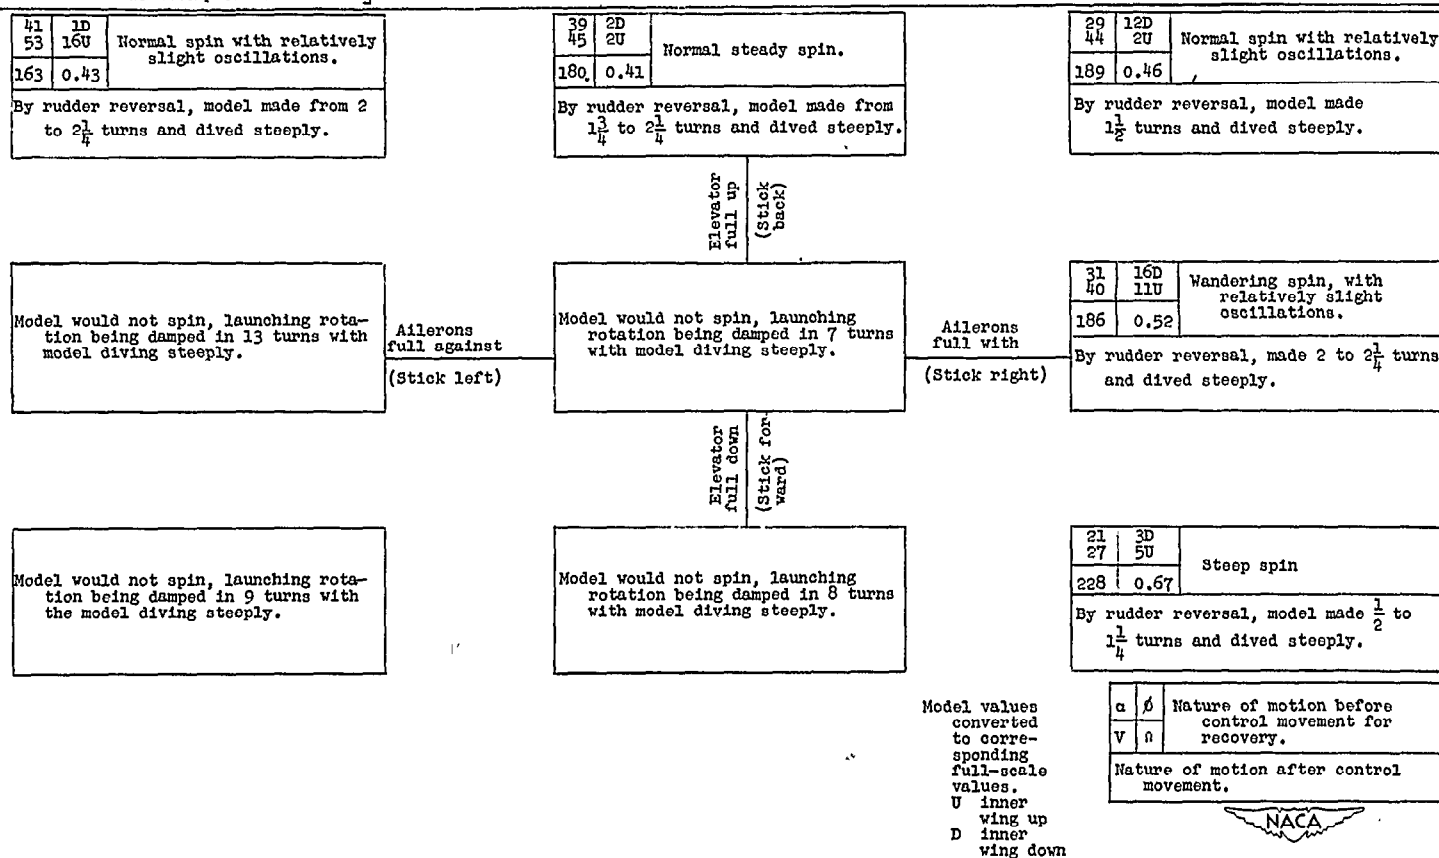 41 1D
53 16U
163 0.43
Normal spin with relatively
slight oscillations.
By rudder reversal, model made from 2
to 2 1/4 turns and dived steeply.
39 2D
45 2U
180 0.41
Normal steady spin.
By rudder reversal, model made from
1 3/4 to 2 1/4 turns and dived steeply.
29 12D
44 2U
189 0.46
Normal spin with relatively
slight oscillations.
By rudder reversal, model made
1 1/2 turns and dived steeply.
Elevator
full up
(Stick
back)
Model would not spin, launching rota-
tion being damped in 13 turns with
model diving steeply.
Ailerons
full against
(Stick left)
Model would not spin, launching
rotation being damped in 7 turns
with model diving steeply.
Ailerons
full with
(Stick right)
31 16D
40 11U
186 0.52
Wandering spin, with
relatively slight
oscillations.
By rudder reversal, made 2 to 2 1/4 turns
and dived steeply.
Elevator
full down
(Stick for-
ward)
Model would not spin, launching rota-
tion being damped in 9 turns with
the model diving steeply.
Model would not spin, launching
rotation being damped in 8 turns
with model diving steeply.
21 3D
27 5U
228 0.67
Steep spin
By rudder reversal, model made 1/2 to
1 1/4 turns and dived steeply.
Model values
converted
to corre-
sponding
full-scale
values.
U inner
wing up
D inner
wing down
α ø
V Ω
Nature of motion before
control movement for
recovery.
Nature of motion after control
movement.
NACA